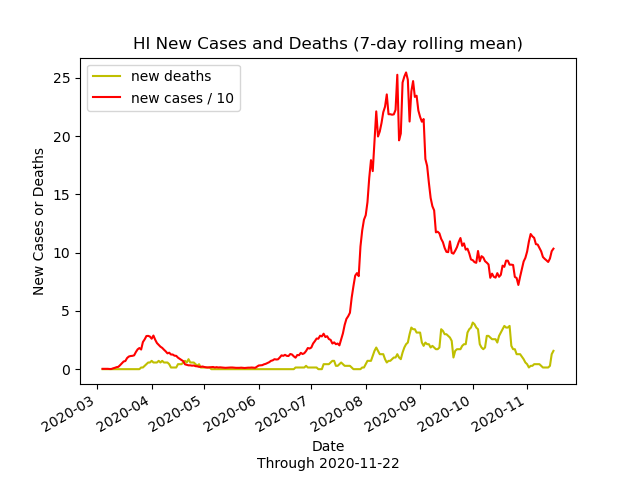 HI New Cases and Deaths (7-day rolling mean)
new deaths
new cases / 10
New Cases or Deaths
25
20
15
10
5
0
2020-03
2020-04
2020-05
2020-06
2020-07
2020-08
2020-09
2020-10
2020-11
Date
Through 2020-11-22